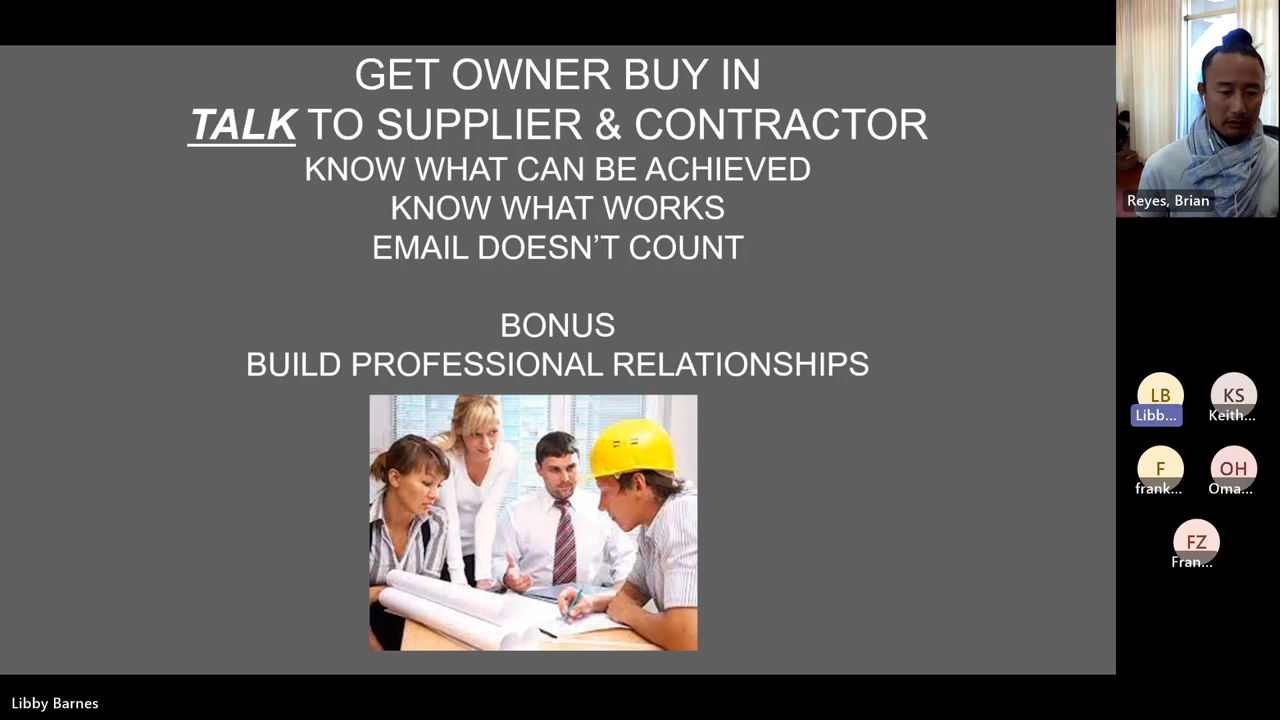 GET OWNER BUY IN
TALK TO SUPPLIER & CONTRACTOR
KNOW WHAT CAN BE ACHIEVED
KNOW WHAT WORKS
EMAIL DOESN'T COUNT
BONUS
BUILD PROFESSIONAL RELATIONSHIPS
Reyes, Brian
LB
KS
Libb...
Keith...
F
OH
frank...
Oma...
FZ
Fran...
Libby Barnes